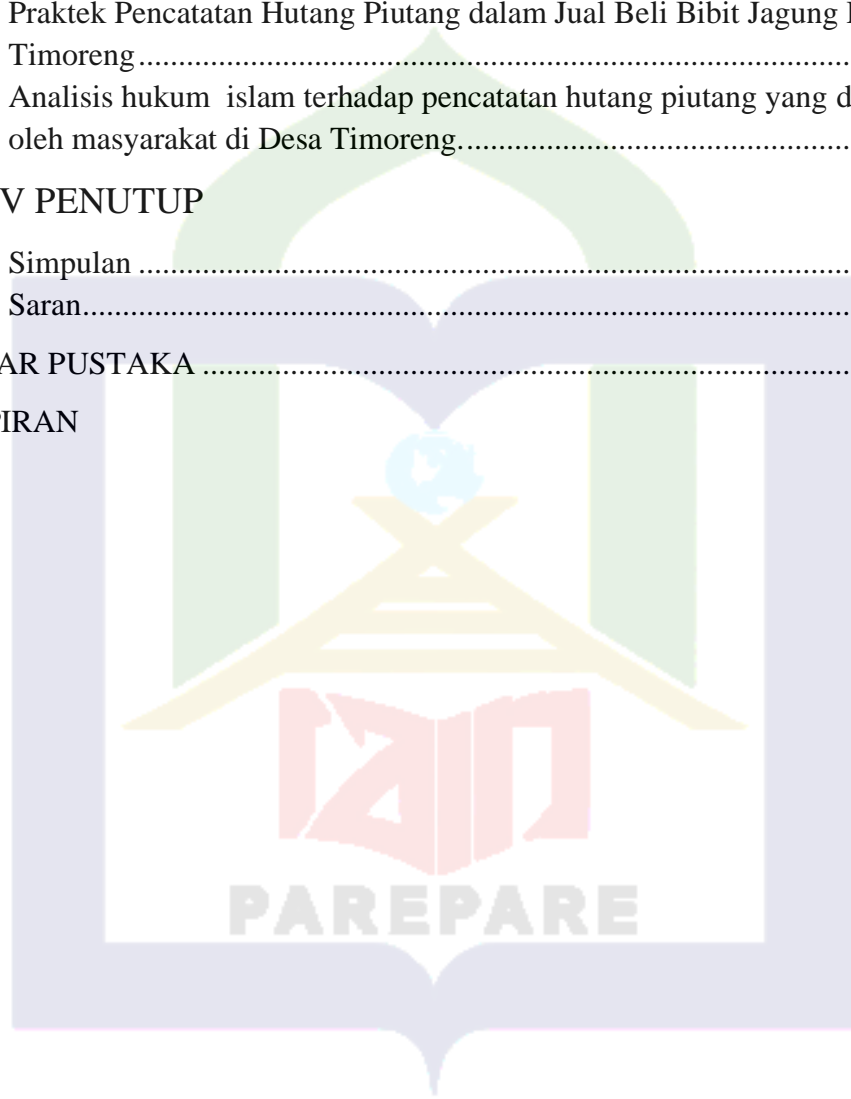 Praktek Pencatatan Hutang Piutang dalam Jual Beli Bibit Jagung
Timoreng.......................................................................................
Analisis hukum islam terhadap pencatatan hutang piutang yang
oleh masyarakat di Desa Timoreng..................................................
V PENUTUP
Simpulan.......................................................................................
Saran.............................................................................................
AR PUSTAKA..................................................................................
PIRAN
PAREPARE